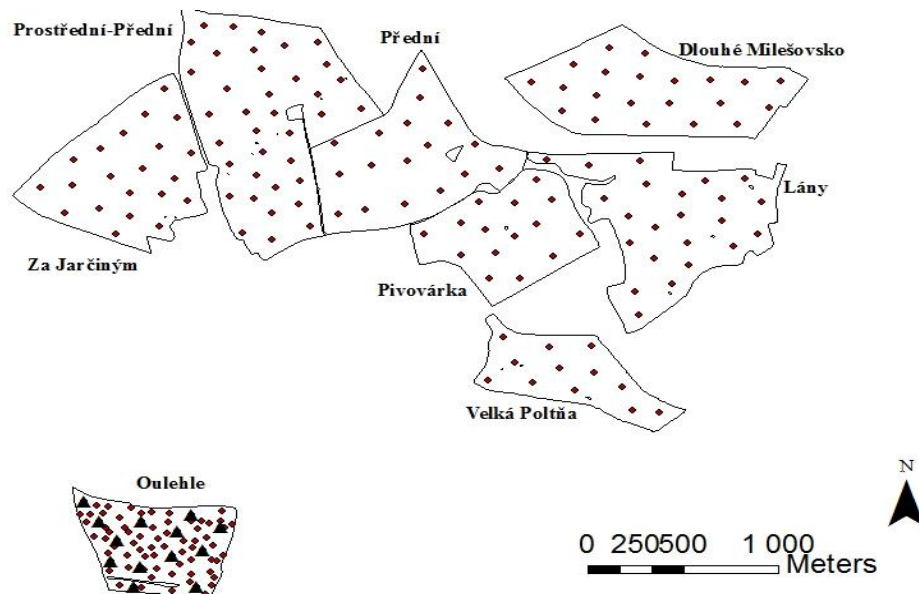 Prostřední-Přední
Přední
Dlouhé Milešovsko
Lány
Za Jarčiným
Pivovárka
Velká Poltňa
Oulehle
N
0 250500 1 000
Meters